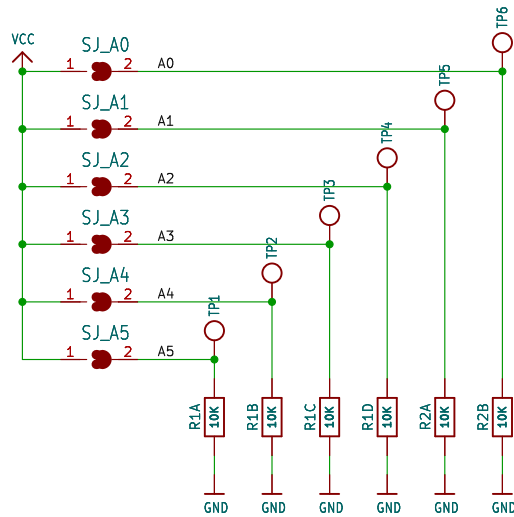 TP6
VCC
SJ_A0
1 2 A0
TP5
SJ_A1
1 2 A1
TP4
SJ_A2
1 2 A2
TP3
SJ_A3
1 2 A3
TP2
SJ_A4
1 2 A4
TP1
SJ_A5
1 2 A5
R1A 10K R1B 10K R1C 10K R1D 10K R2A 10K R2B 10K
GND GND GND GND GND GND